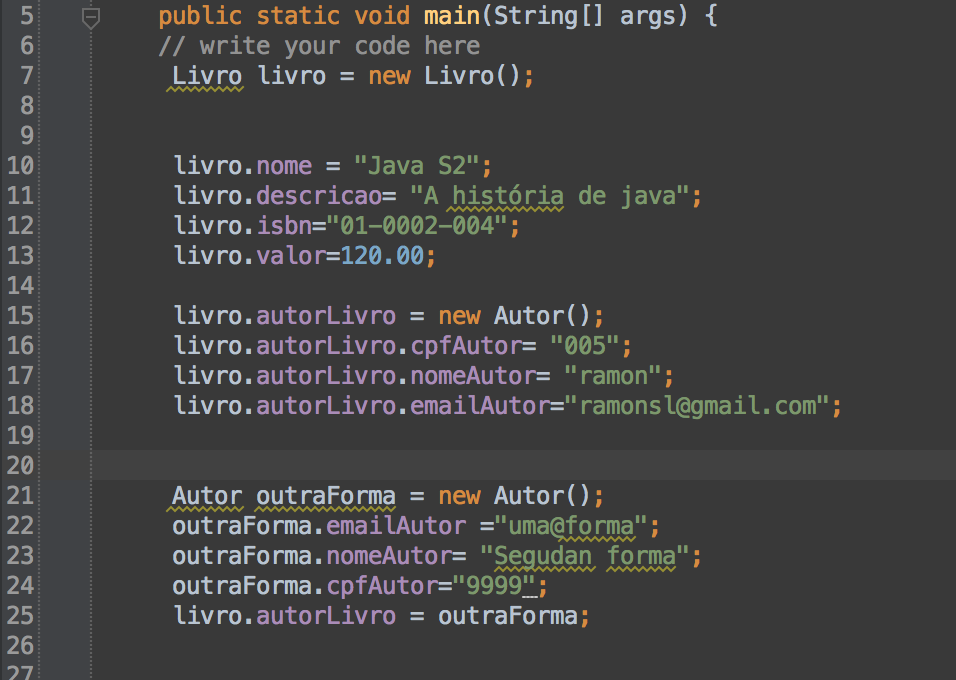 5 public static void main(String[] args) {
6 // write your code here
7 Livro livro = new Livro();
8
9
10 livro.nome = "Java S2";
11 livro.descricao= "A história de java";
12 livro.isbn="01-0002-004";
13 livro.valor=120.00;
14
15 livro.autorLivro = new Autor();
16 livro.autorLivro.cpfAutor= "005";
17 livro.autorLivro.nomeAutor= "ramon";
18 livro.autorLivro.emailAutor="ramonsl@gmail.com";
19
20
21 Autor outraForma = new Autor();
22 outraForma.emailAutor ="uma@forma";
23 outraForma.nomeAutor= "Segudan forma";
24 outraForma.cpfAutor="9999";
25 livro.autorLivro = outraForma;
26
27